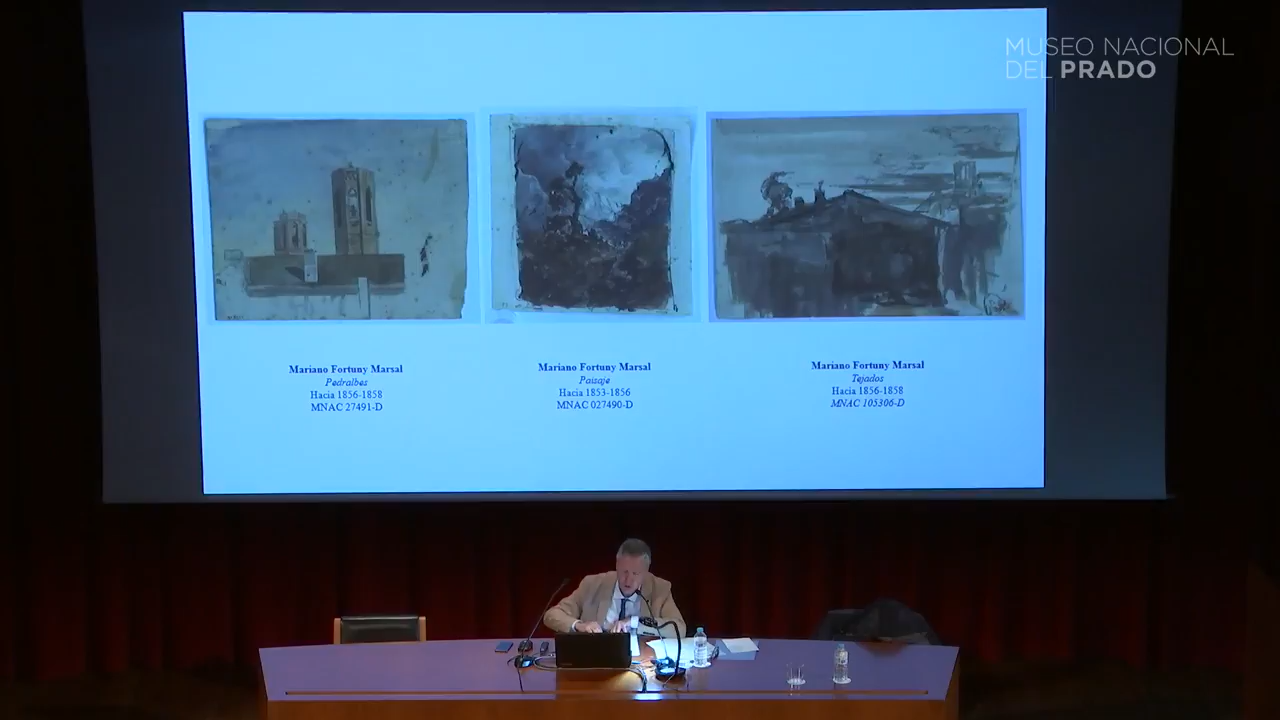 MUSEO NACIONAL
DEL PRADO
Mariano Fortuny Marsal
Pedralbes
Hacia 1856-1858
MNAC 27491-D
Mariano Fortuny Marsal
Paisaje
Hacia 1853-1856
MNAC 027490-D
Mariano Fortuny Marsal
Tejados
Hacia 1856-1858
MNAC 105306-D